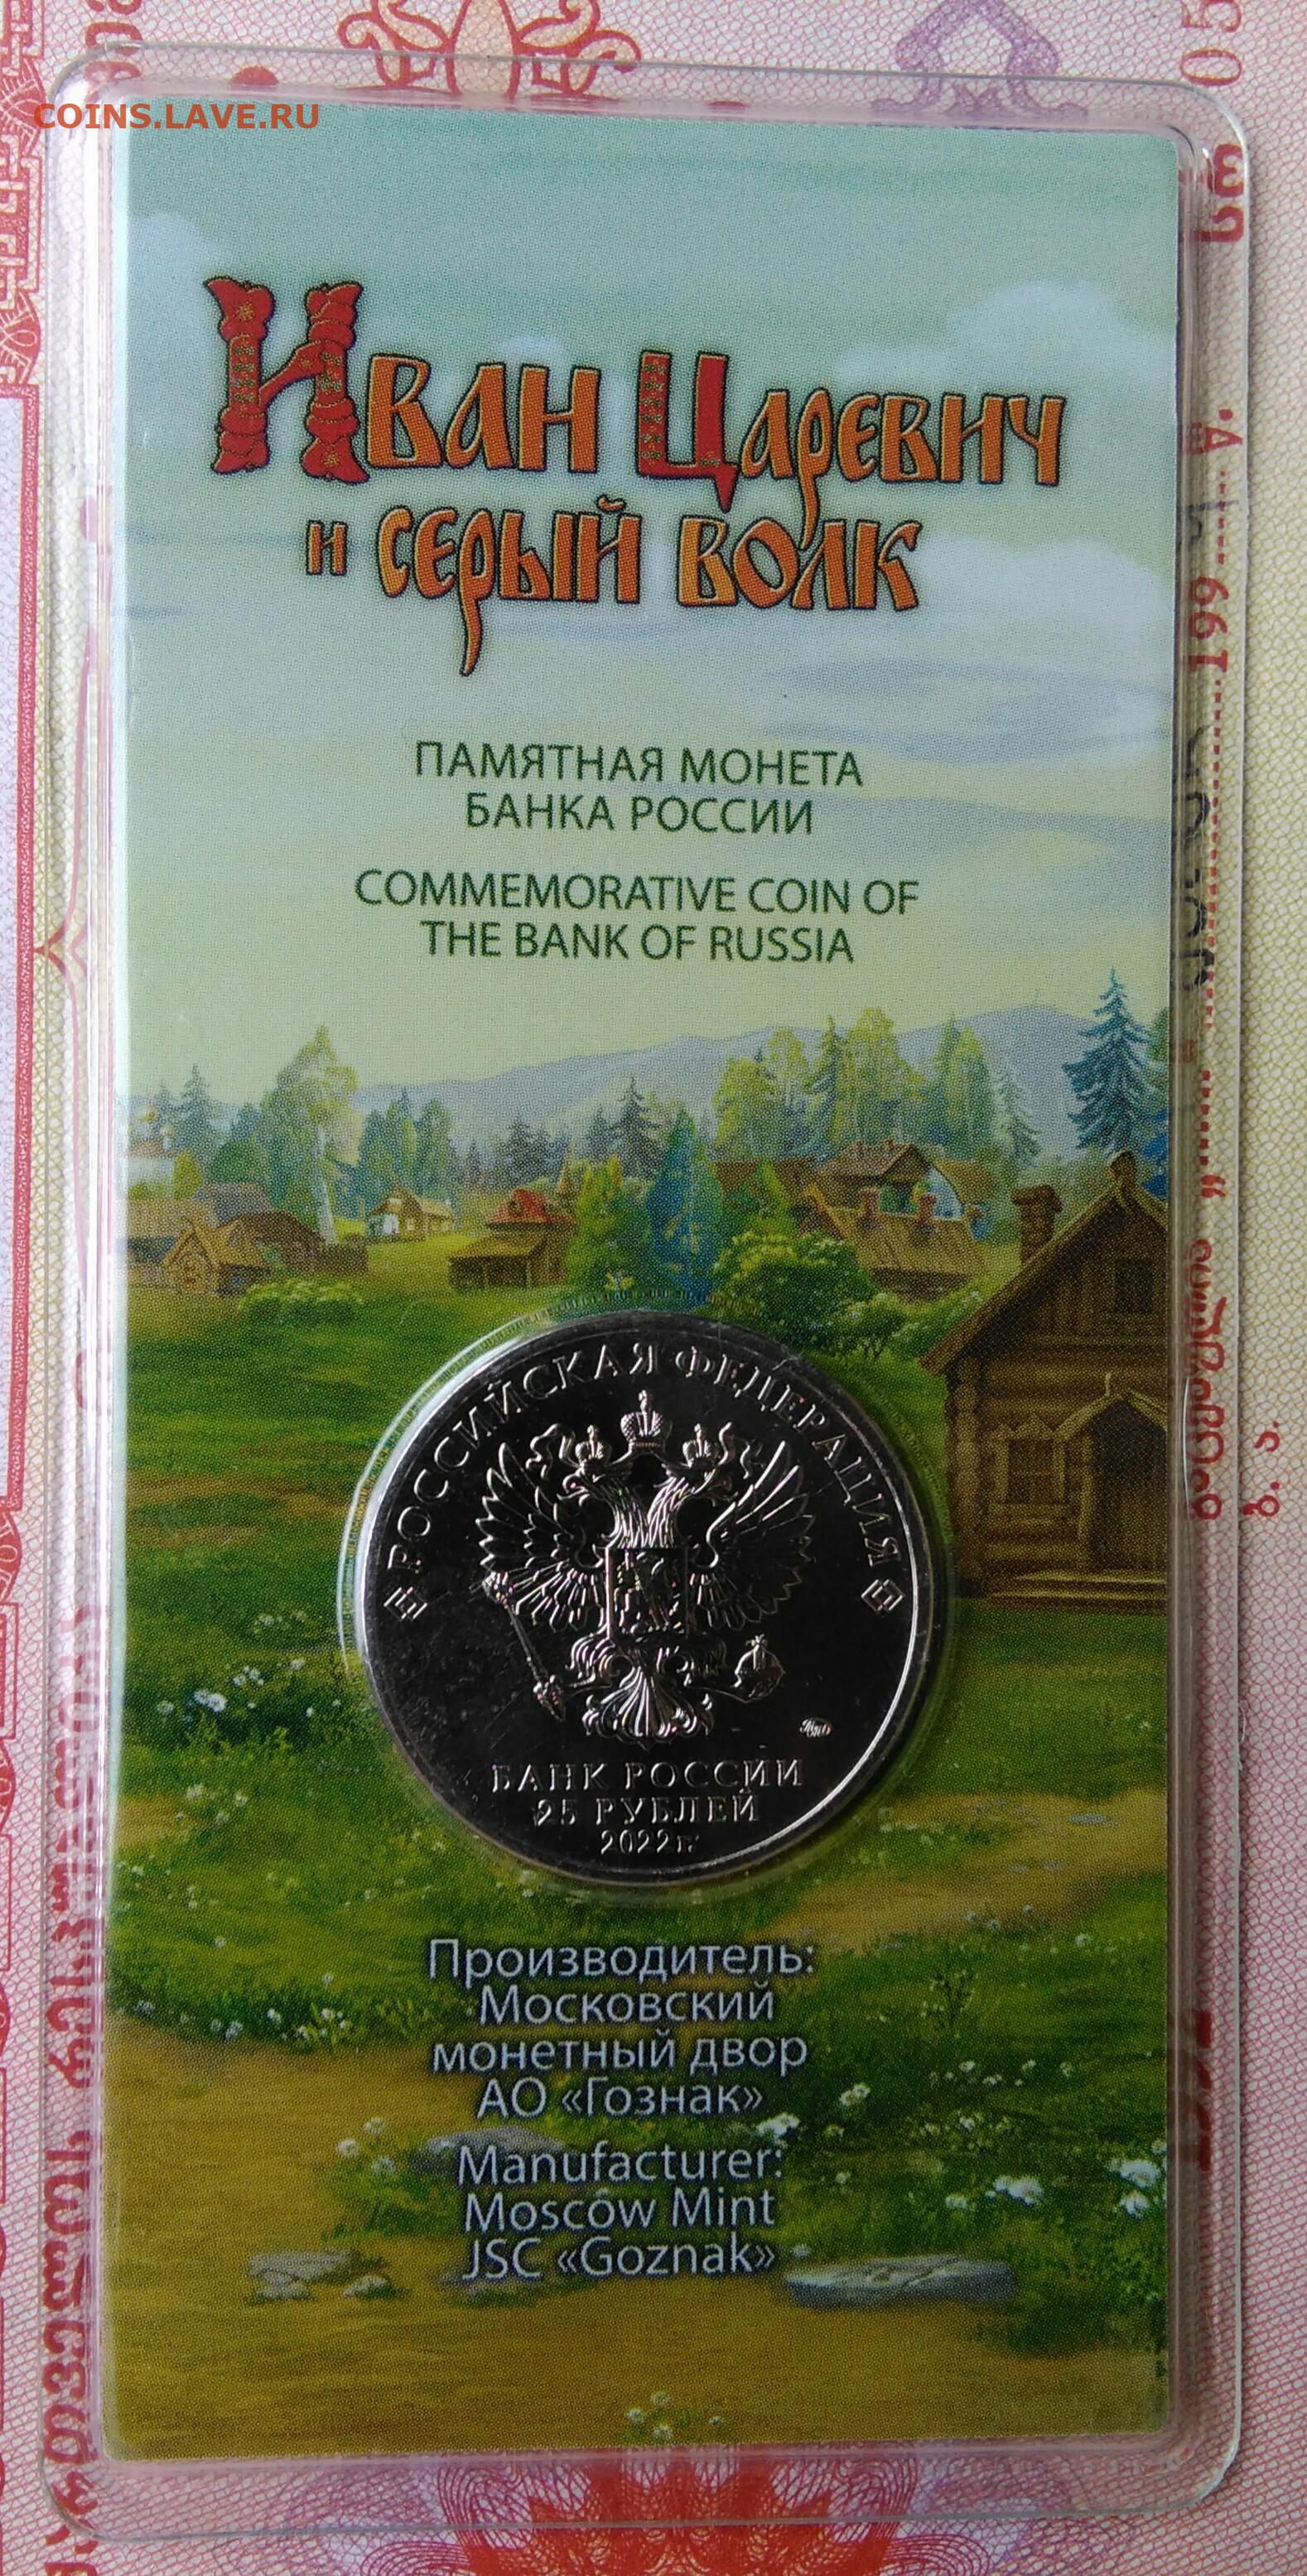 COINS.LAVE.RU
Иван Царевич
и серый волк
ПАМЯТНАЯ МОНЕТА
БАНКА РОССИИ
COMMEMORATIVE COIN OF
THE BANK OF RUSSIA
РОССИЙСКАЯ ФЕДЕРАЦИЯ
БАНК РОССИИ
25 РУБЛЕЙ
2022 г.
Производитель:
Московский
монетный двор
АО «Гознак»
Manufacturer:
Moscow Mint
JSC «Goznak»